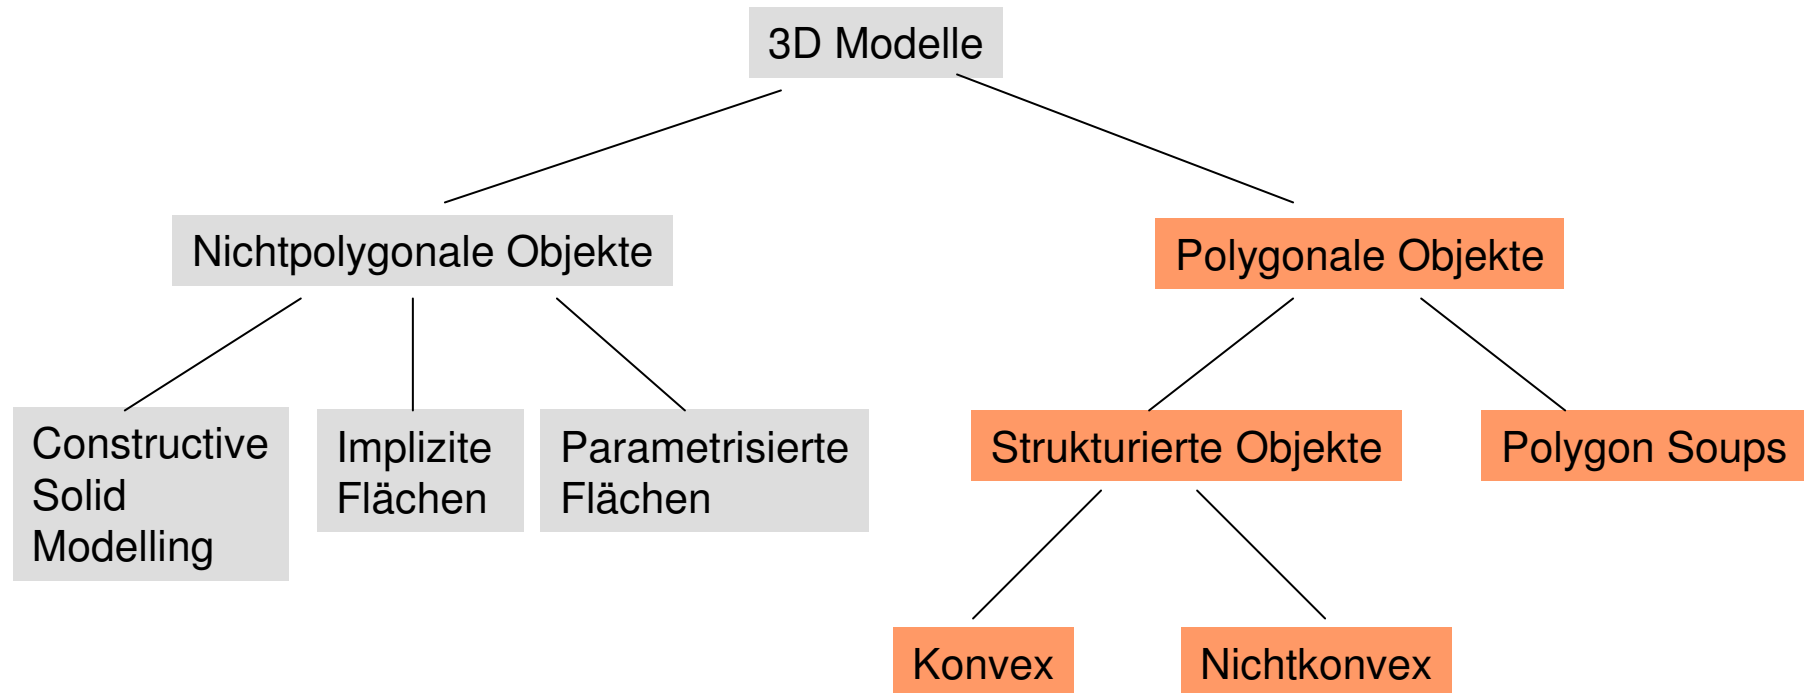 3D Modelle
Nichtpolygonale Objekte
Polygonale Objekte
Constructive
Solid
Modelling
Implizite
Flächen
Parametrisierte
Flächen
Strukturierte Objekte
Polygon Soups
Konvex
Nichtkonvex